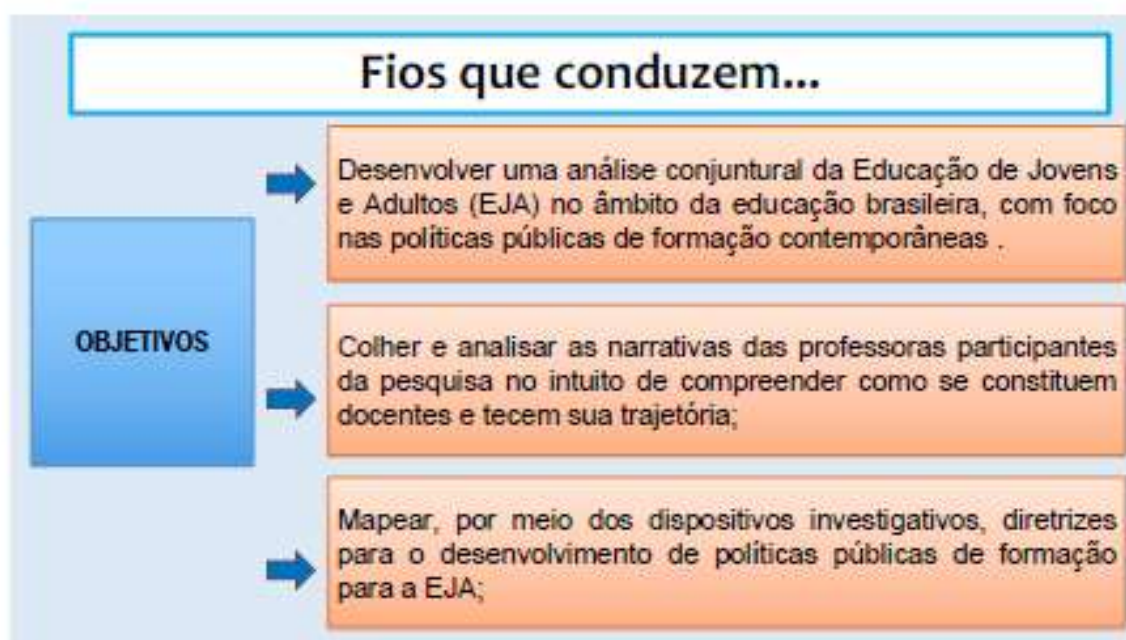 Fios que conduzem...
OBJETIVOS
Desenvolver uma análise conjuntural da Educação de Jovens
e Adultos (EJA) no âmbito da educação brasileira, com foco
nas políticas públicas de formação contemporâneas .
Colher e analisar as narrativas das professoras participantes
da pesquisa no intuito de compreender como se constituem
docentes e tecem sua trajetória;
Mapear, por meio dos dispositivos investigativos, diretrizes
para o desenvolvimento de políticas públicas de formação
para a EJA;